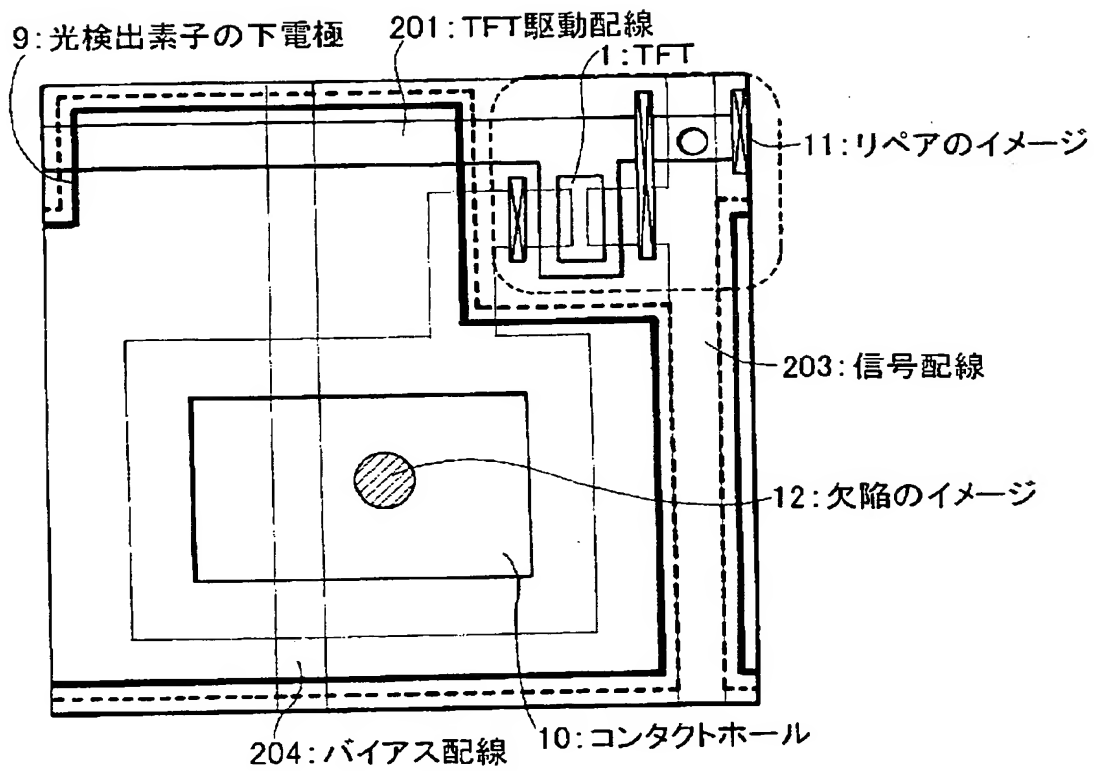 9:光検出素子の下電極
201:TFT駆動配線
1:TFT
11:リペアのイメージ
203:信号配線
12:欠陥のイメージ
10:コンタクトホール
204:バイアス配線